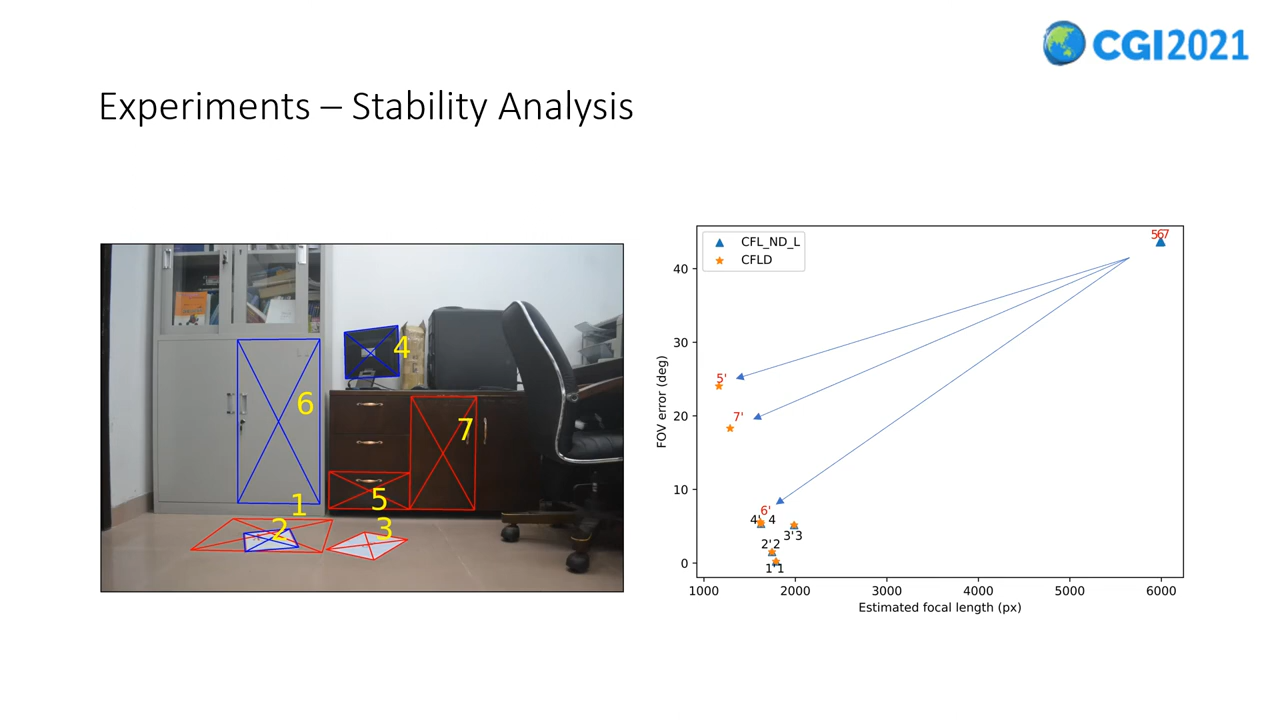 CGI2021
Experiments – Stability Analysis
6
4
7
5
1
2
3
CFL_ND_L
CFLD
567
5'
7'
6'
4' 4
3'3
2'2
1'1
40
30
20
10
0
FOV error (deg)
1000 2000 3000 4000 5000 6000
Estimated focal length (px)